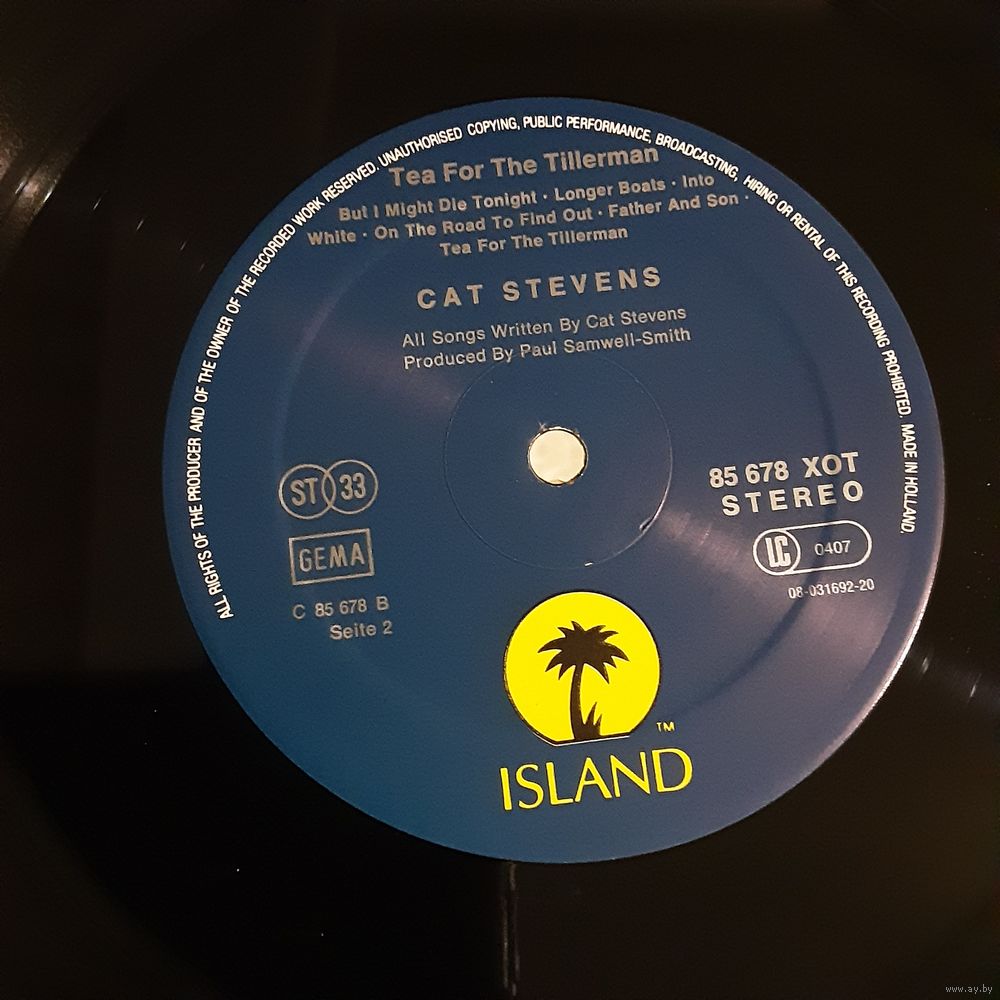 ALL RIGHTS OF THE PRODUCER AND OF THE OWNER OF THE RECORDED WORK RESERVED. UNAUTHORISED COPYING, PUBLIC PERFORMANCE, BROADCASTING, HIRING OR RENTAL OF THIS RECORDING PROHIBITED. MADE IN HOLLAND.
Tea For The Tillerman
But I Might Die Tonight · Longer Boats · Into
White · On The Road To Find Out · Father And Son ·
Tea For The Tillerman
CAT STEVENS
All Songs Written By Cat Stevens
Produced By Paul Samwell-Smith
ST 33
GEMA
C 85 678 B
Seite 2
85 678 XOT
STEREO
LC 0407
08-031692-20
TM
ISLAND
www.ay.by